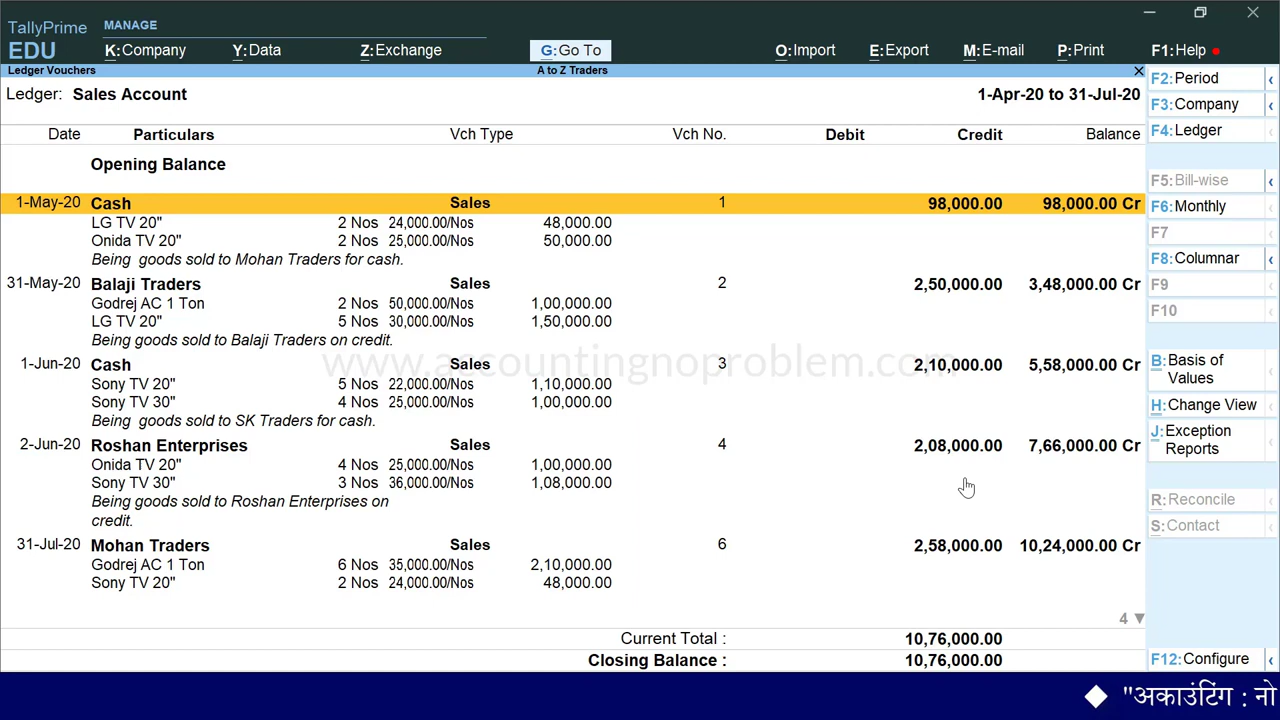 TallyPrime MANAGE
EDU K:Company Y:Data Z:Exchange G:Go To O:Import E:Export M:E-mail P:Print F1:Help
Ledger Vouchers A to Z Traders
Ledger: Sales Account 1-Apr-20 to 31-Jul-20
Date Particulars Vch Type Vch No. Debit Credit Balance
Opening Balance
1-May-20 Cash Sales 1 98,000.00 98,000.00 Cr
LG TV 20" 2 Nos 24,000.00/Nos 48,000.00
Onida TV 20" 2 Nos 25,000.00/Nos 50,000.00
Being goods sold to Mohan Traders for cash.
31-May-20 Balaji Traders Sales 2 2,50,000.00 3,48,000.00 Cr
Godrej AC 1 Ton 2 Nos 50,000.00/Nos 1,00,000.00
LG TV 20" 5 Nos 30,000.00/Nos 1,50,000.00
Being goods sold to Balaji Traders on credit.
www.accountingnoproblem.com
1-Jun-20 Cash Sales 3 2,10,000.00 5,58,000.00 Cr
Sony TV 20" 5 Nos 22,000.00/Nos 1,10,000.00
Sony TV 30" 4 Nos 25,000.00/Nos 1,00,000.00
Being goods sold to SK Traders for cash.
2-Jun-20 Roshan Enterprises Sales 4 2,08,000.00 7,66,000.00 Cr
Onida TV 20" 4 Nos 25,000.00/Nos 1,00,000.00
Sony TV 30" 3 Nos 36,000.00/Nos 1,08,000.00
Being goods sold to Roshan Enterprises on
credit.
31-Jul-20 Mohan Traders Sales 6 2,58,000.00 10,24,000.00 Cr
Godrej AC 1 Ton 6 Nos 35,000.00/Nos 2,10,000.00
Sony TV 20" 2 Nos 24,000.00/Nos 48,000.00
4 ▼
Current Total : 10,76,000.00
Closing Balance : 10,76,000.00
F2:Period
F3:Company
F4:Ledger
F5:Bill-wise
F6:Monthly
F7
F8:Columnar
F9
F10
B:Basis of
Values
H:Change View
J:Exception
Reports
R:Reconcile
S:Contact
F12:Configure
◆ "अकाउंटिंग : नो